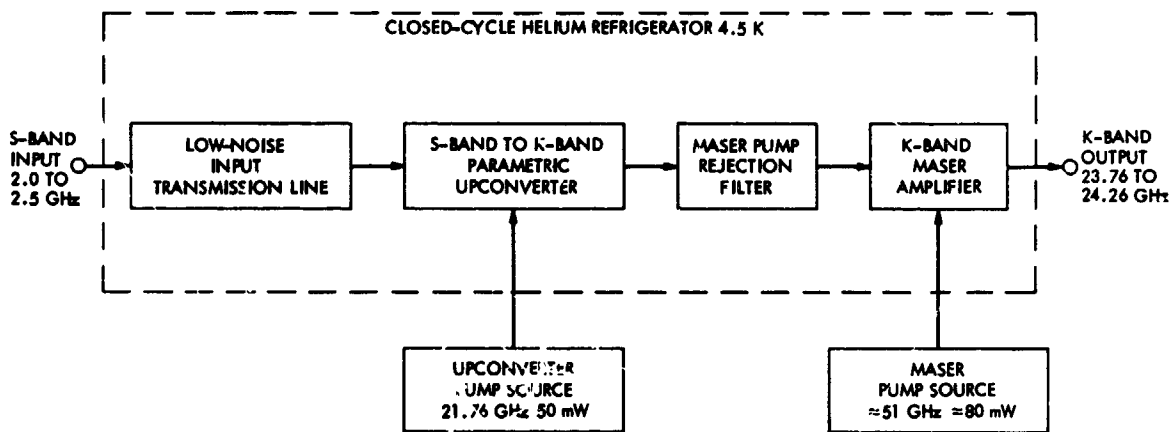 CLOSED-CYCLE HELIUM REFRIGERATOR 4.5 K
S-BAND
INPUT
2.0 TO
2.5 GHz
LOW-NOISE
INPUT
TRANSMISSION LINE
S-BAND TO K-BAND
PARAMETRIC
UPCONVERTER
MASER PUMP
REJECTION
FILTER
K-BAND
MASER
AMPLIFIER
K-BAND
OUTPUT
23.76 TO
24.26 GHz
UPCONVERTER
PUMP SOURCE
21.76 GHz 50 mW
MASER
PUMP SOURCE
≈51 GHz ≈80 mW